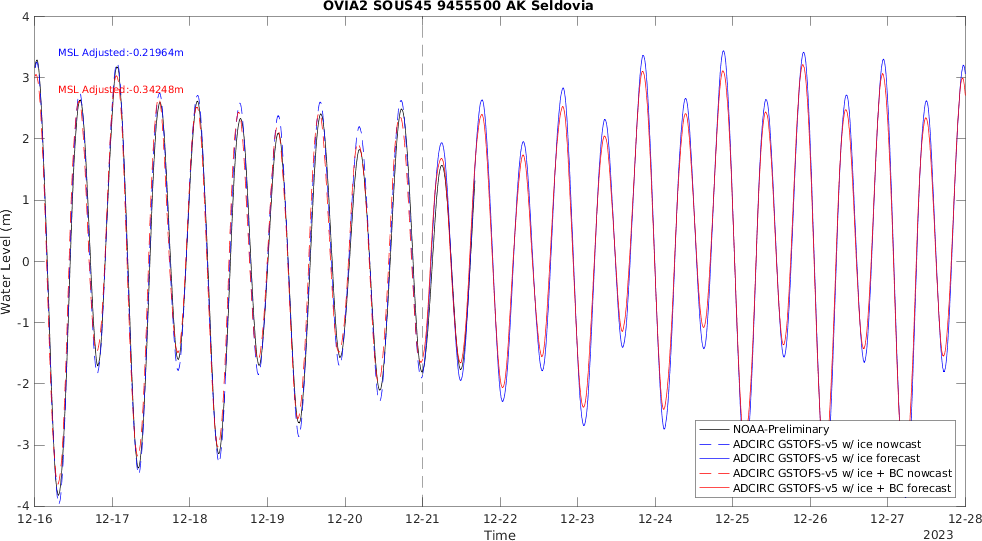 OVIA2 SOUS45 9455500 AK Seldovia
MSL Adjusted:-0.21964m
MSL Adjusted:-0.34248m
Water Level (m)
4
3
2
1
0
-1
-2
-3
-4
NOAA-Preliminary
ADCIRC GSTOFS-v5 w/ ice nowcast
ADCIRC GSTOFS-v5 w/ ice forecast
ADCIRC GSTOFS-v5 w/ ice + BC nowcast
ADCIRC GSTOFS-v5 w/ ice + BC forecast
12-16 12-17 12-18 12-19 12-20 12-21 12-22 12-23 12-24 12-25 12-26 12-27 12-28
Time
2023